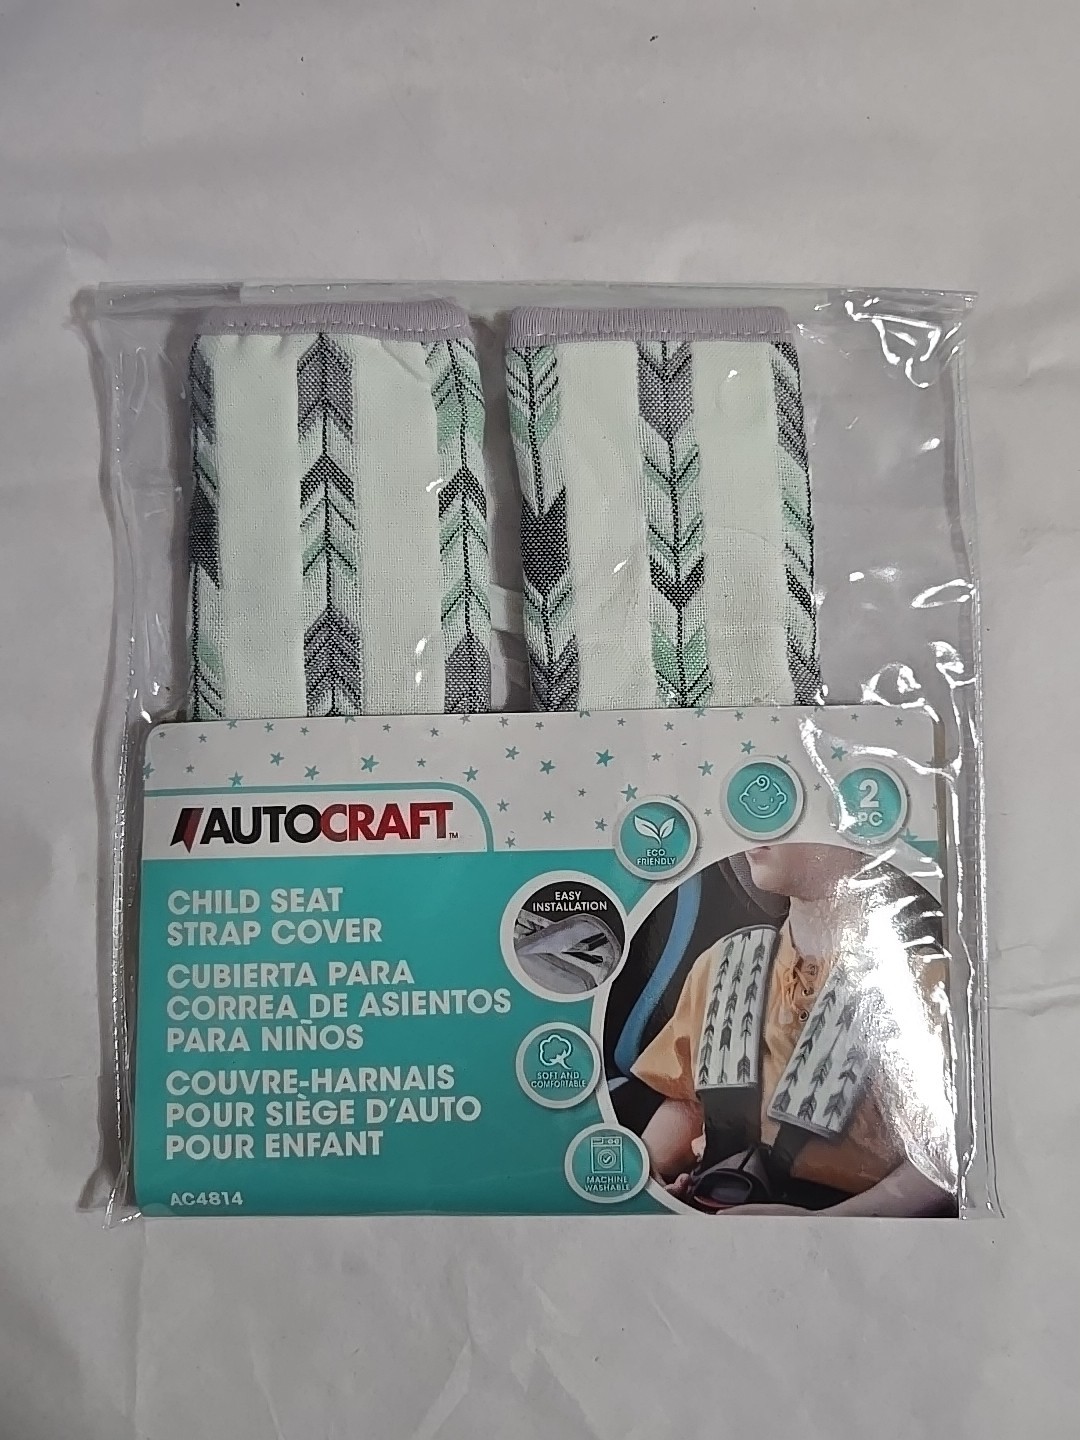 AUTOCRAFT™
2
PC
ECO
FRIENDLY
EASY
INSTALLATION
CHILD SEAT
STRAP COVER
CUBIERTA PARA
CORREA DE ASIENTOS
PARA NIÑOS
SOFT AND
COMFORTABLE
COUVRE-HARNAIS
POUR SIÈGE D'AUTO
POUR ENFANT
MACHINE
WASHABLE
AC4814